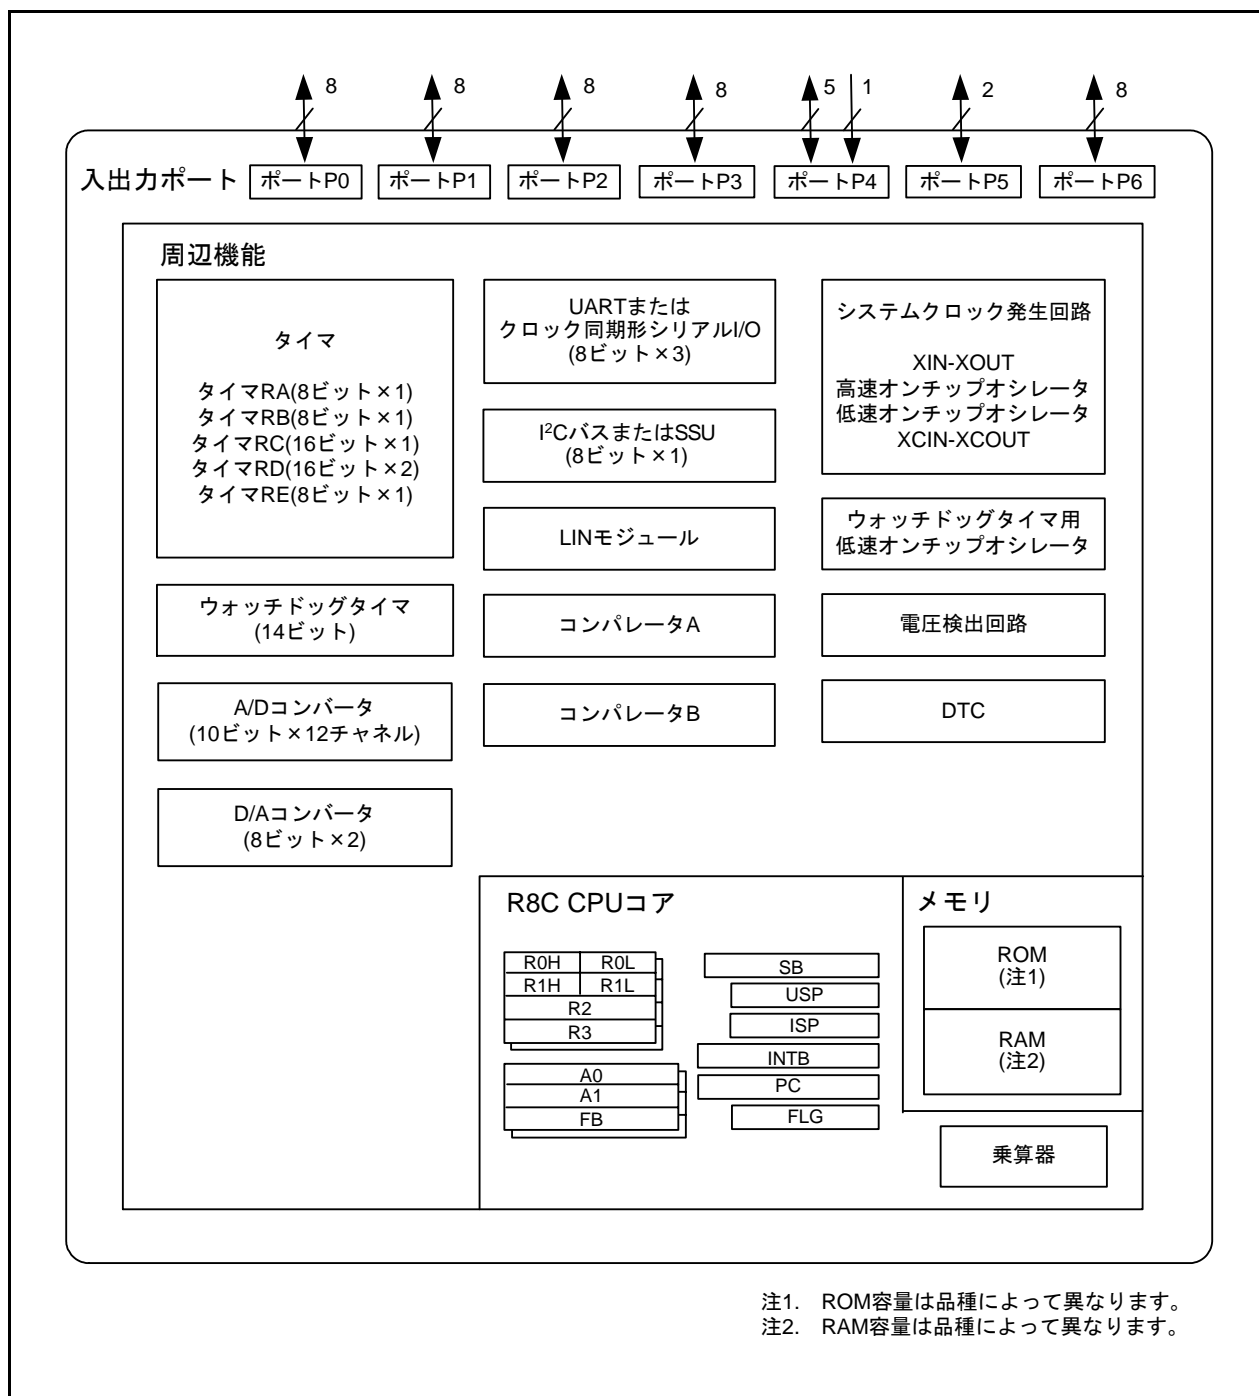 8 8 8 8 5 1 2 8
入出力ポート ポートP0 ポートP1 ポートP2 ポートP3 ポートP4 ポートP5 ポートP6
周辺機能
タイマ
タイマRA(8ビット×1)
タイマRB(8ビット×1)
タイマRC(16ビット×1)
タイマRD(16ビット×2)
タイマRE(8ビット×1)
ウォッチドッグタイマ
(14ビット)
A/Dコンバータ
(10ビット×12チャネル)
D/Aコンバータ
(8ビット×2)
UARTまたは
クロック同期形シリアルI/O
(8ビット×3)
I²CバスまたはSSU
(8ビット×1)
LINモジュール
コンパレータA
コンパレータB
システムクロック発生回路
XIN-XOUT
高速オンチップオシレータ
低速オンチップオシレータ
XCIN-XCOUT
ウォッチドッグタイマ用
低速オンチップオシレータ
電圧検出回路
DTC
R8C CPUコア
R0H R0L
R1H R1L
R2
R3
A0
A1
FB
SB
USP
ISP
INTB
PC
FLG
メモリ
ROM
(注1)
RAM
(注2)
乗算器
注1. ROM容量は品種によって異なります。
注2. RAM容量は品種によって異なります。